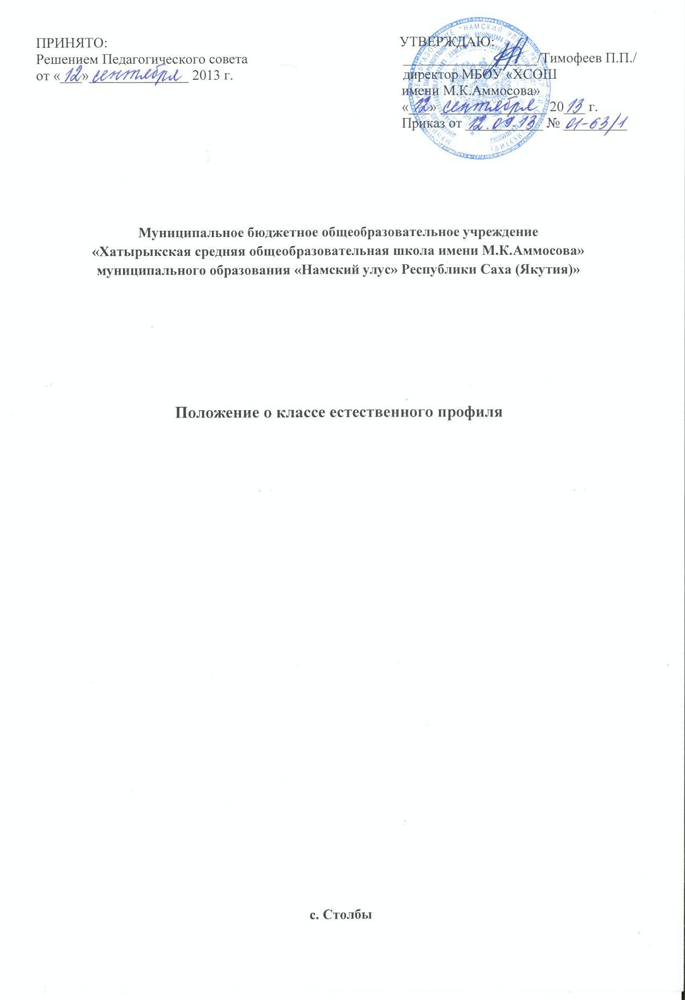 ПРИНЯТО:
Решением Педагогического совета
от «12» сентября 2013 г.
УТВЕРЖДАЮ:
/Тимофеев П.П./
директор МБОУ «ХСОШ
имени М.К.Аммосова»
«12» сентября 2013 г.
Приказ от 12.09.13 № 01-63/1
Муниципальное бюджетное общеобразовательное учреждение
«Хатырыкская средняя общеобразовательная школа имени М.К.Аммосова»
муниципального образования «Намский улус» Республики Саха (Якутия)»
Положение о классе естественного профиля
с. Столбы